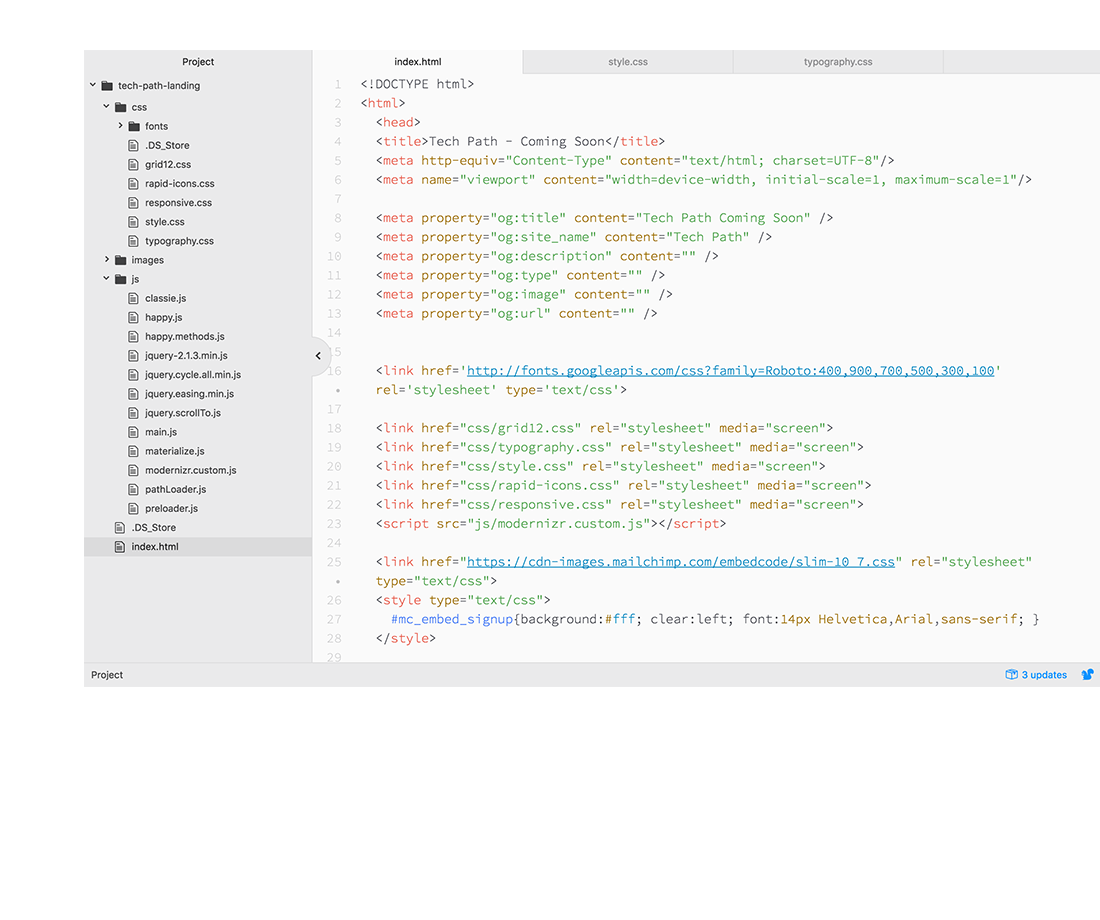 Project
tech-path-landing
css
fonts
.DS_Store
grid12.css
rapid-icons.css
responsive.css
style.css
typography.css
images
js
classie.js
happy.js
happy.methods.js
jquery-2.1.3.min.js
jquery.cycle.all.min.js
jquery.easing.min.js
jquery.scrollTo.js
main.js
materialize.js
modernizr.custom.js
pathLoader.js
preloader.js
.DS_Store
index.html
index.html style.css typography.css
1 <!DOCTYPE html>
2 <html>
3 <head>
4 <title>Tech Path - Coming Soon</title>
5 <meta http-equiv="Content-Type" content="text/html; charset=UTF-8"/>
6 <meta name="viewport" content="width=device-width, initial-scale=1, maximum-scale=1"/>
7
8 <meta property="og:title" content="Tech Path Coming Soon" />
9 <meta property="og:site_name" content="Tech Path" />
10 <meta property="og:description" content="" />
11 <meta property="og:type" content="" />
12 <meta property="og:image" content="" />
13 <meta property="og:url" content="" />
14
15
16 <link href='http://fonts.googleapis.com/css?family=Roboto:400,900,700,500,300,100'
• rel='stylesheet' type='text/css'>
17
18 <link href="css/grid12.css" rel="stylesheet" media="screen">
19 <link href="css/typography.css" rel="stylesheet" media="screen">
20 <link href="css/style.css" rel="stylesheet" media="screen">
21 <link href="css/rapid-icons.css" rel="stylesheet" media="screen">
22 <link href="css/responsive.css" rel="stylesheet" media="screen">
23 <script src="js/modernizr.custom.js"></script>
24
25 <link href="https://cdn-images.mailchimp.com/embedcode/slim-10_7.css" rel="stylesheet"
• type="text/css">
26 <style type="text/css">
27 #mc_embed_signup{background:#fff; clear:left; font:14px Helvetica,Arial,sans-serif; }
28 </style>
29
Project
3 updates